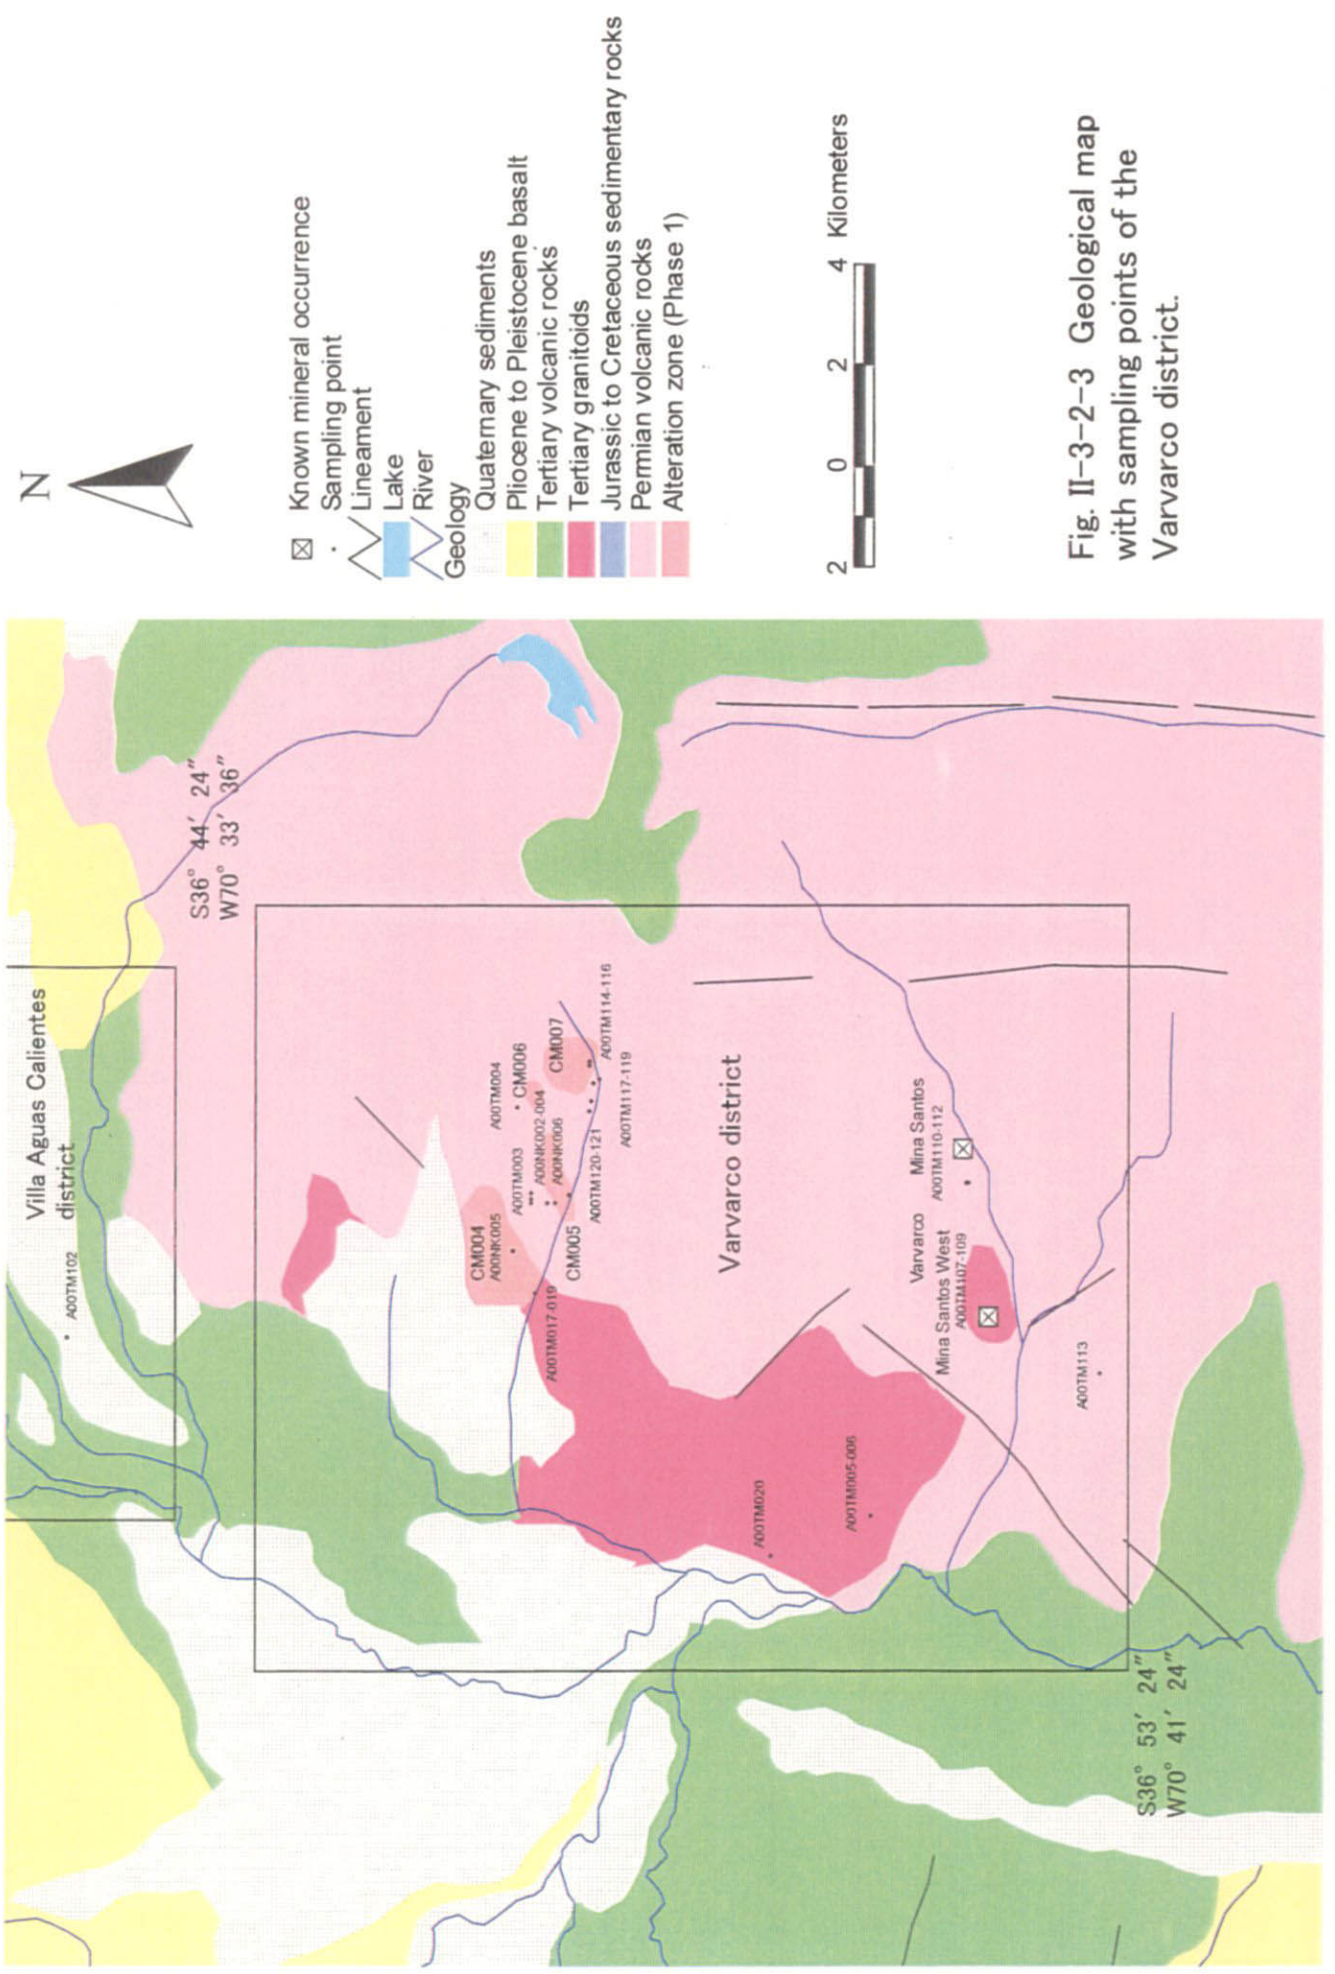 N
Known mineral occurrence
Sampling point
Lineament
Lake
River
Geology
Quaternary sediments
Pliocene to Pleistocene basalt
Tertiary volcanic rocks
Tertiary granitoids
Jurassic to Cretaceous sedimentary rocks
Permian volcanic rocks
Alteration zone (Phase 1)
2 0 2 4 Kilometers
Fig. II-3-2-3 Geological map
with sampling points of the
Varvarco district.
Villa Aguas Calientes
district
A00TM102
S36° 44′ 24″
W70° 33′ 36″
CM004
A00NK005
A00TM004
A00TM003
CM006
A00NK002-004
A00NK006
CM007
CM005
A00TM017-019
A00TM120-121
A00TM114-116
A00TM117-119
Varvarco district
A00TM020
A00TM005-006
Varvarco
Mina Santos West
A00TM107-109
Mina Santos
A00TM110-112
A00TM113
S36° 53′ 24″
W70° 41′ 24″